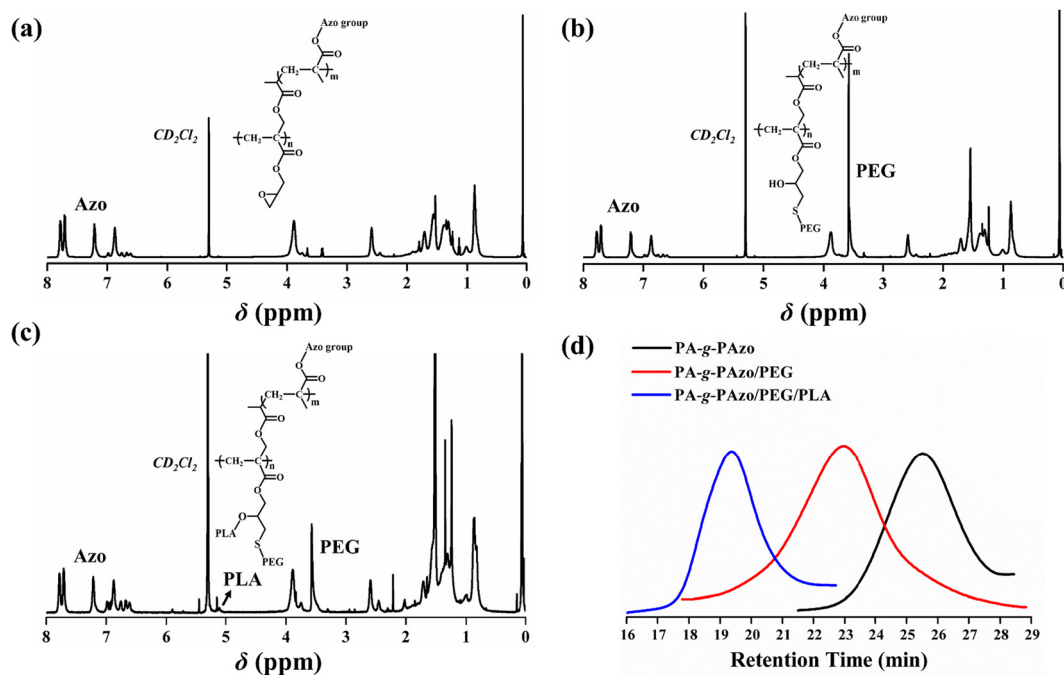 (a)
Azo group
O
O
CH₂
C
m
O
O
CD₂Cl₂
CH₂
C
n
O
O
O
Azo
8 7 6 5 4 3 2 1 0
δ (ppm)
(b)
Azo group
O
O
CH₂
C
m
O
O
CD₂Cl₂
CH₂
C
n
O
O
HO
S
PEG
PEG
Azo
8 7 6 5 4 3 2 1 0
δ (ppm)
(c)
Azo group
O
O
CH₂
C
m
O
O
CD₂Cl₂
CH₂
C
n
O
O
O
PLA
S
PEG
PEG
Azo
PLA
8 7 6 5 4 3 2 1 0
δ (ppm)
(d)
PA-g-PAzo
PA-g-PAzo/PEG
PA-g-PAzo/PEG/PLA
16 17 18 19 20 22 23 24 25 26 28 29
Retention Time (min)